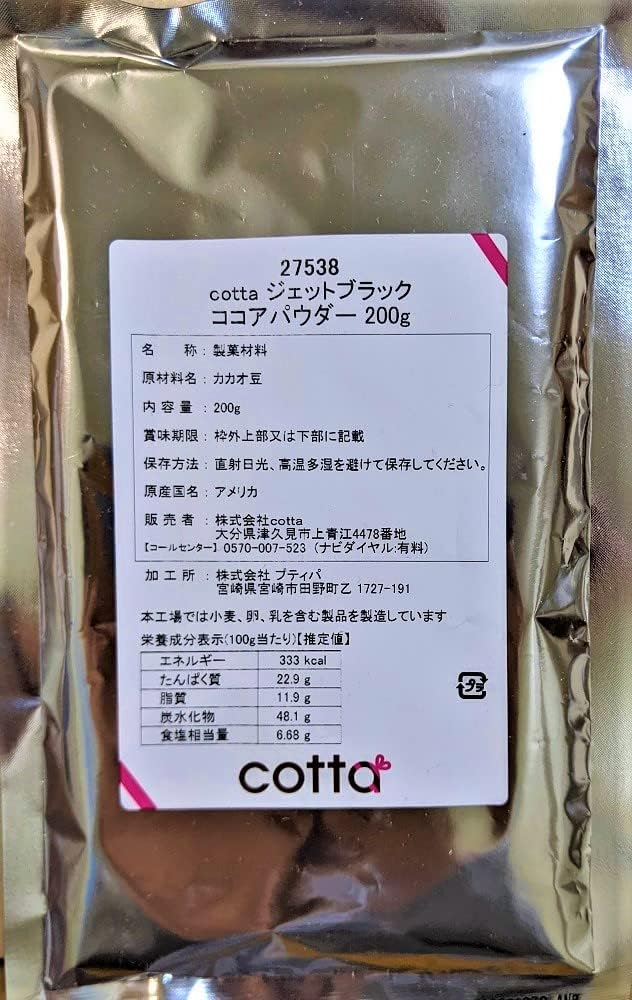 27538
cotta ジェットブラック
ココアパウダー 200g
名　　称：製菓材料
原材料名：カカオ豆
内 容 量：200g
賞味期限：枠外上部又は下部に記載
保存方法：直射日光、高温多湿を避けて保存してください。
原産国名：アメリカ
販 売 者：株式会社cotta
大分県津久見市上青江4478番地
【コールセンター】0570-007-523（ナビダイヤル:有料）
加 工 所：株式会社 プティパ
宮崎県宮崎市田野町乙 1727-191
本工場では小麦、卵、乳を含む製品を製造しています
栄養成分表示(100g当たり)【推定値】
エネルギー 333 kcal
たんぱく質 22.9 g
脂質 11.9 g
炭水化物 48.1 g
食塩相当量 6.68 g
プラ
cotta